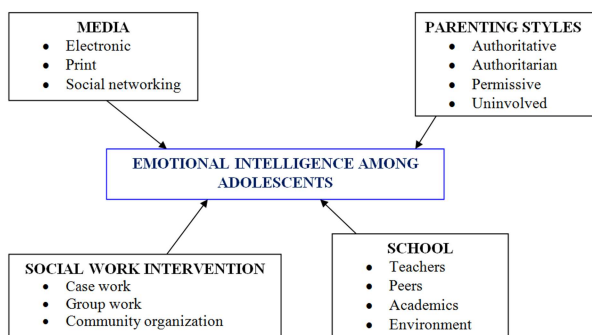 MEDIA
● Electronic
● Print
● Social networking
PARENTING STYLES
● Authoritative
● Authoritarian
● Permissive
● Uninvolved
EMOTIONAL INTELLIGENCE AMONG
ADOLESCENTS
SOCIAL WORK INTERVENTION
● Case work
● Group work
● Community organization
SCHOOL
● Teachers
● Peers
● Academics
● Environment